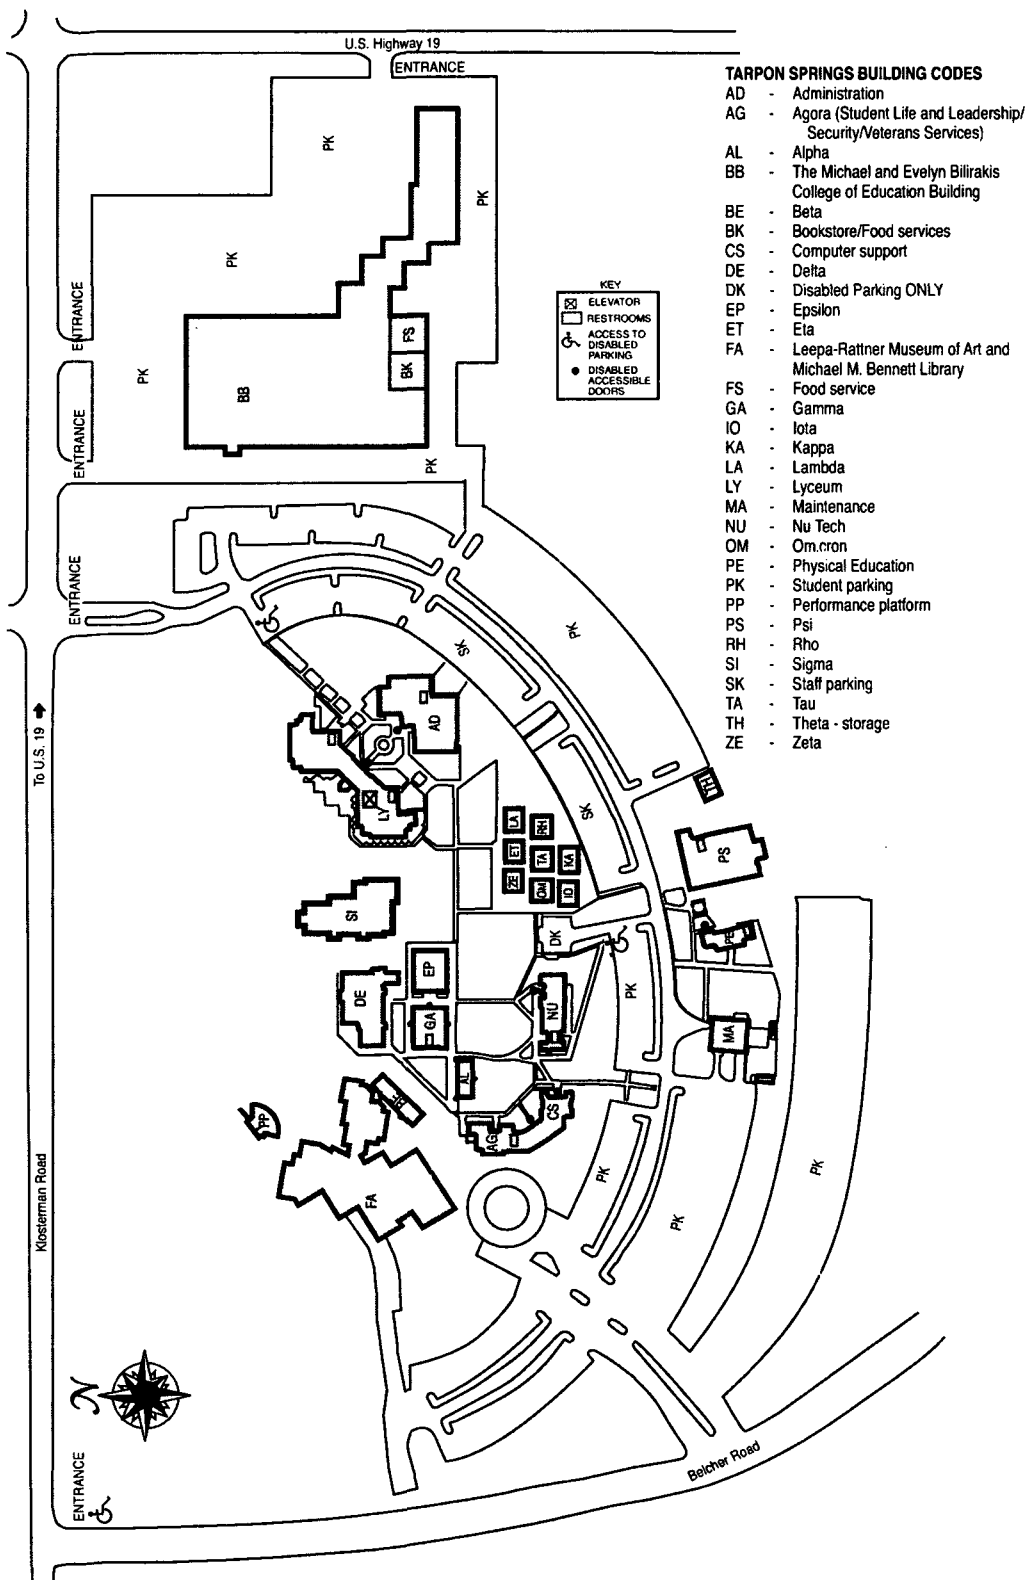 U.S. Highway 19
ENTRANCE
TARPON SPRINGS BUILDING CODES
AD - Administration
AG - Agora (Student Life and Leadership/
Security/Veterans Services)
AL - Alpha
BB - The Michael and Evelyn Bilirakis
College of Education Building
BE - Beta
BK - Bookstore/Food services
CS - Computer support
DE - Delta
DK - Disabled Parking ONLY
EP - Epsilon
ET - Eta
FA - Leepa-Rattner Museum of Art and
Michael M. Bennett Library
FS - Food service
GA - Gamma
IO - Iota
KA - Kappa
LA - Lambda
LY - Lyceum
MA - Maintenance
NU - Nu Tech
OM - Om.cron
PE - Physical Education
PK - Student parking
PP - Performance platform
PS - Psi
RH - Rho
SI - Sigma
SK - Staff parking
TA - Tau
TH - Theta - storage
ZE - Zeta
KEY
ELEVATOR
RESTROOMS
ACCESS TO
DISABLED
PARKING
DISABLED
ACCESSIBLE
DOORS
PK
PK
PK
ENTRANCE
PK
FS
BK
BB
ENTRANCE
PK
ENTRANCE
PK
SK
AD
To U.S. 19
LY
TH
SK
LA
RH
ET
TA
KA
ZE
OM
IO
PS
SI
DK
PE
EP
DE
PK
GA
NU
MA
AL
BE
CS
PP
AG
PK
PK
FA
PK
Klosterman Road
N
ENTRANCE
Belcher Road